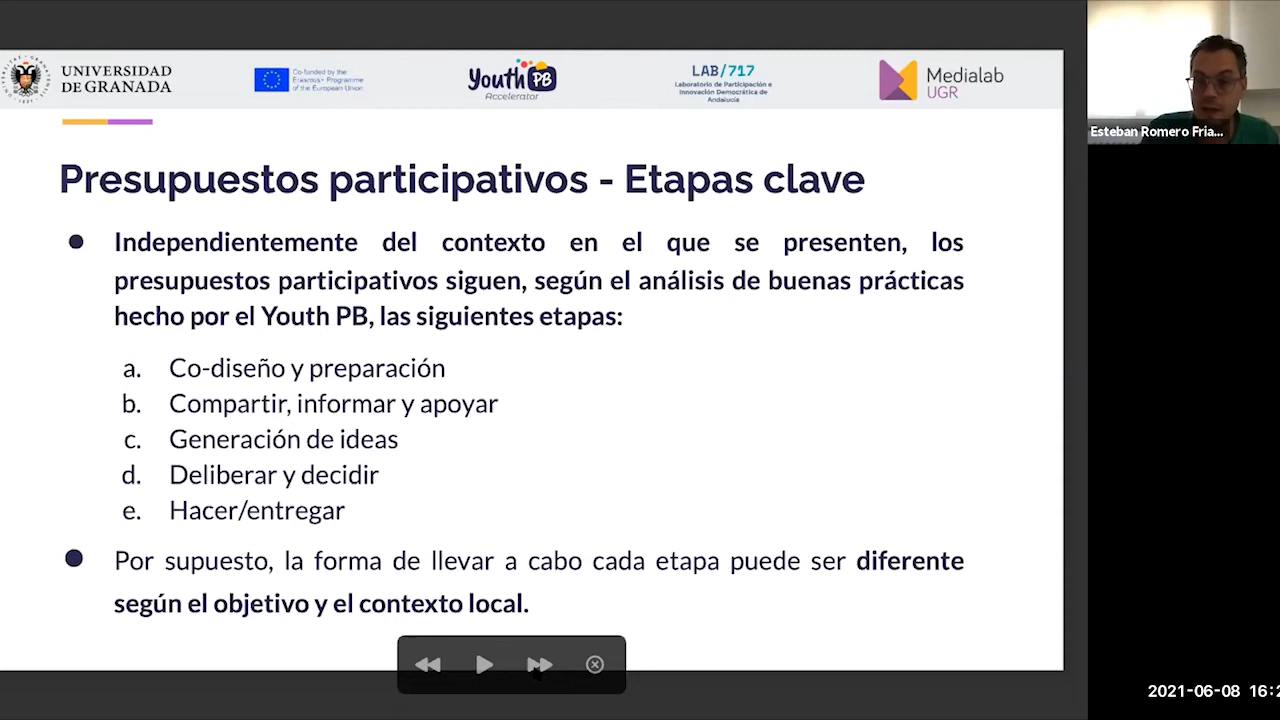 UNIVERSIDAD
DE GRANADA
Co-funded by the
Erasmus+ Programme
of the European Union
Youth PB
Accelerator
LAB/717
Laboratorio de Participación e
Innovación Democrática de
Andalucía
Medialab
UGR
Esteban Romero Fria...
Presupuestos participativos - Etapas clave
● Independientemente del contexto en el que se presenten, los
presupuestos participativos siguen, según el análisis de buenas prácticas
hecho por el Youth PB, las siguientes etapas:
a. Co-diseño y preparación
b. Compartir, informar y apoyar
c. Generación de ideas
d. Deliberar y decidir
e. Hacer/entregar
● Por supuesto, la forma de llevar a cabo cada etapa puede ser diferente
según el objetivo y el contexto local.
2021-06-08 16:2